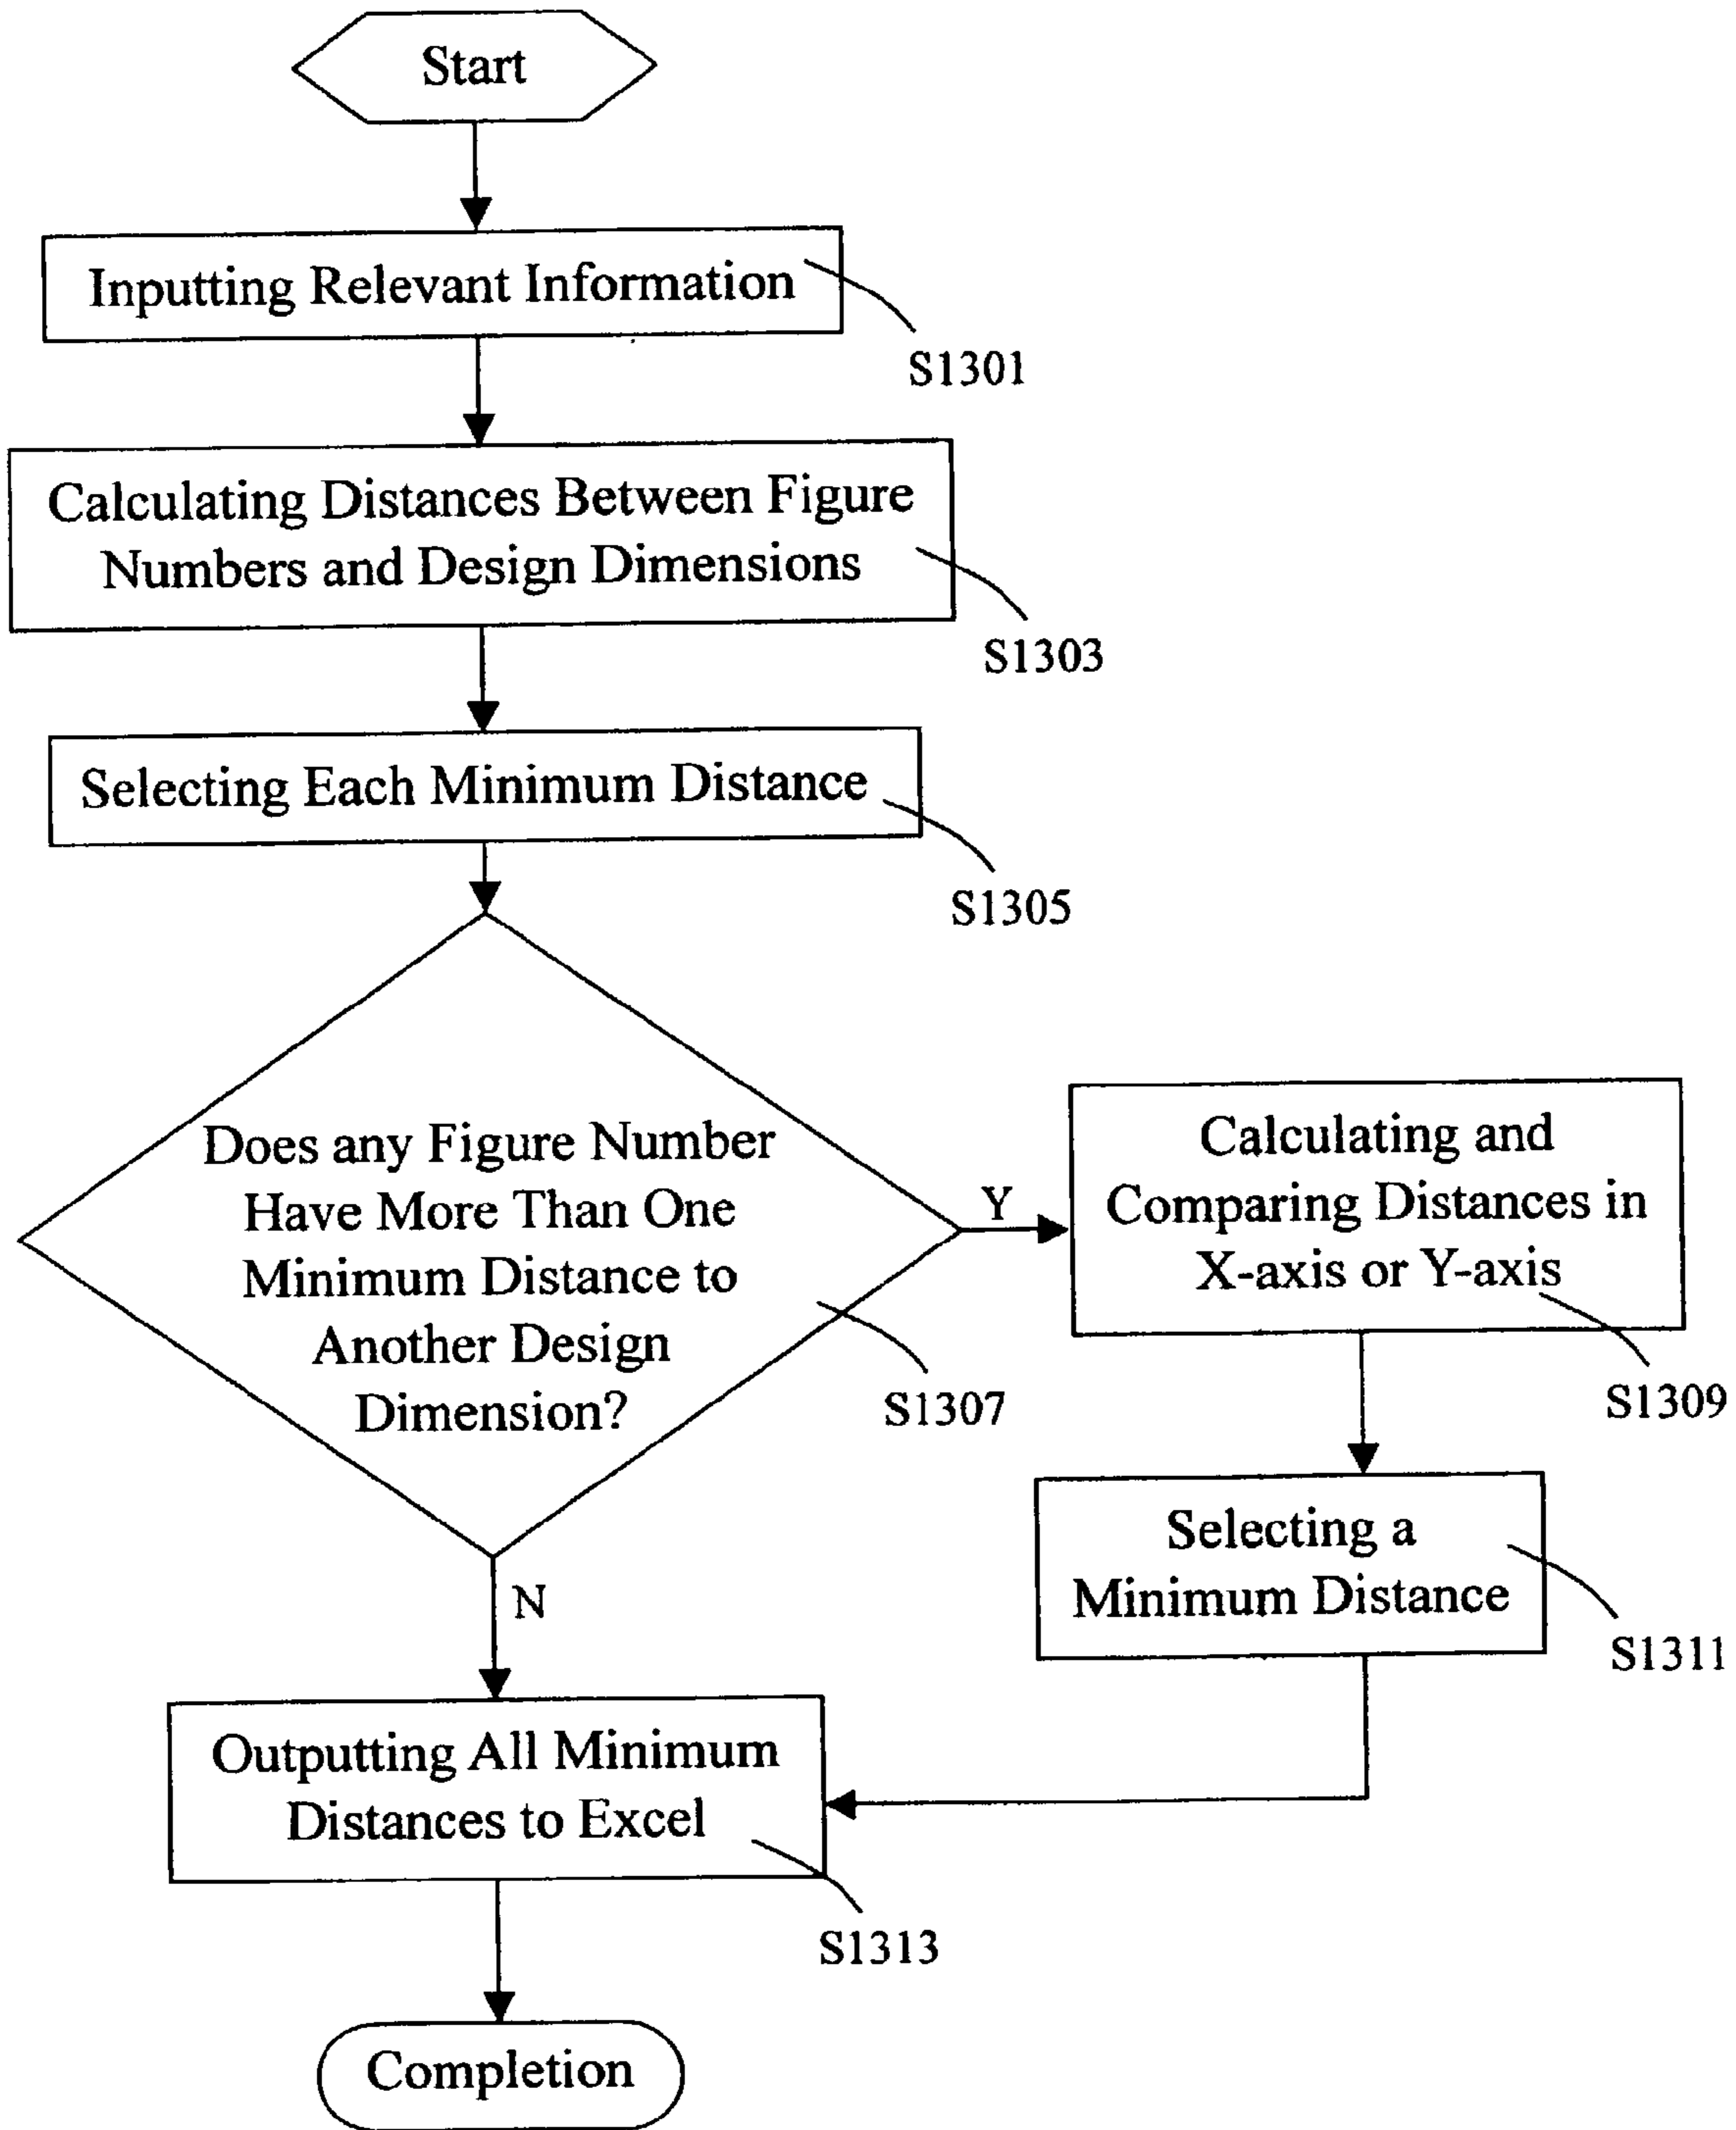 Start
Inputting Relevant Information
S1301
Calculating Distances Between Figure
Numbers and Design Dimensions
S1303
Selecting Each Minimum Distance
S1305
Does any Figure Number
Have More Than One
Minimum Distance to
Another Design
Dimension?
S1307
Y
Calculating and
Comparing Distances in
X-axis or Y-axis
S1309
Selecting a
Minimum Distance
S1311
N
Outputting All Minimum
Distances to Excel
S1313
Completion